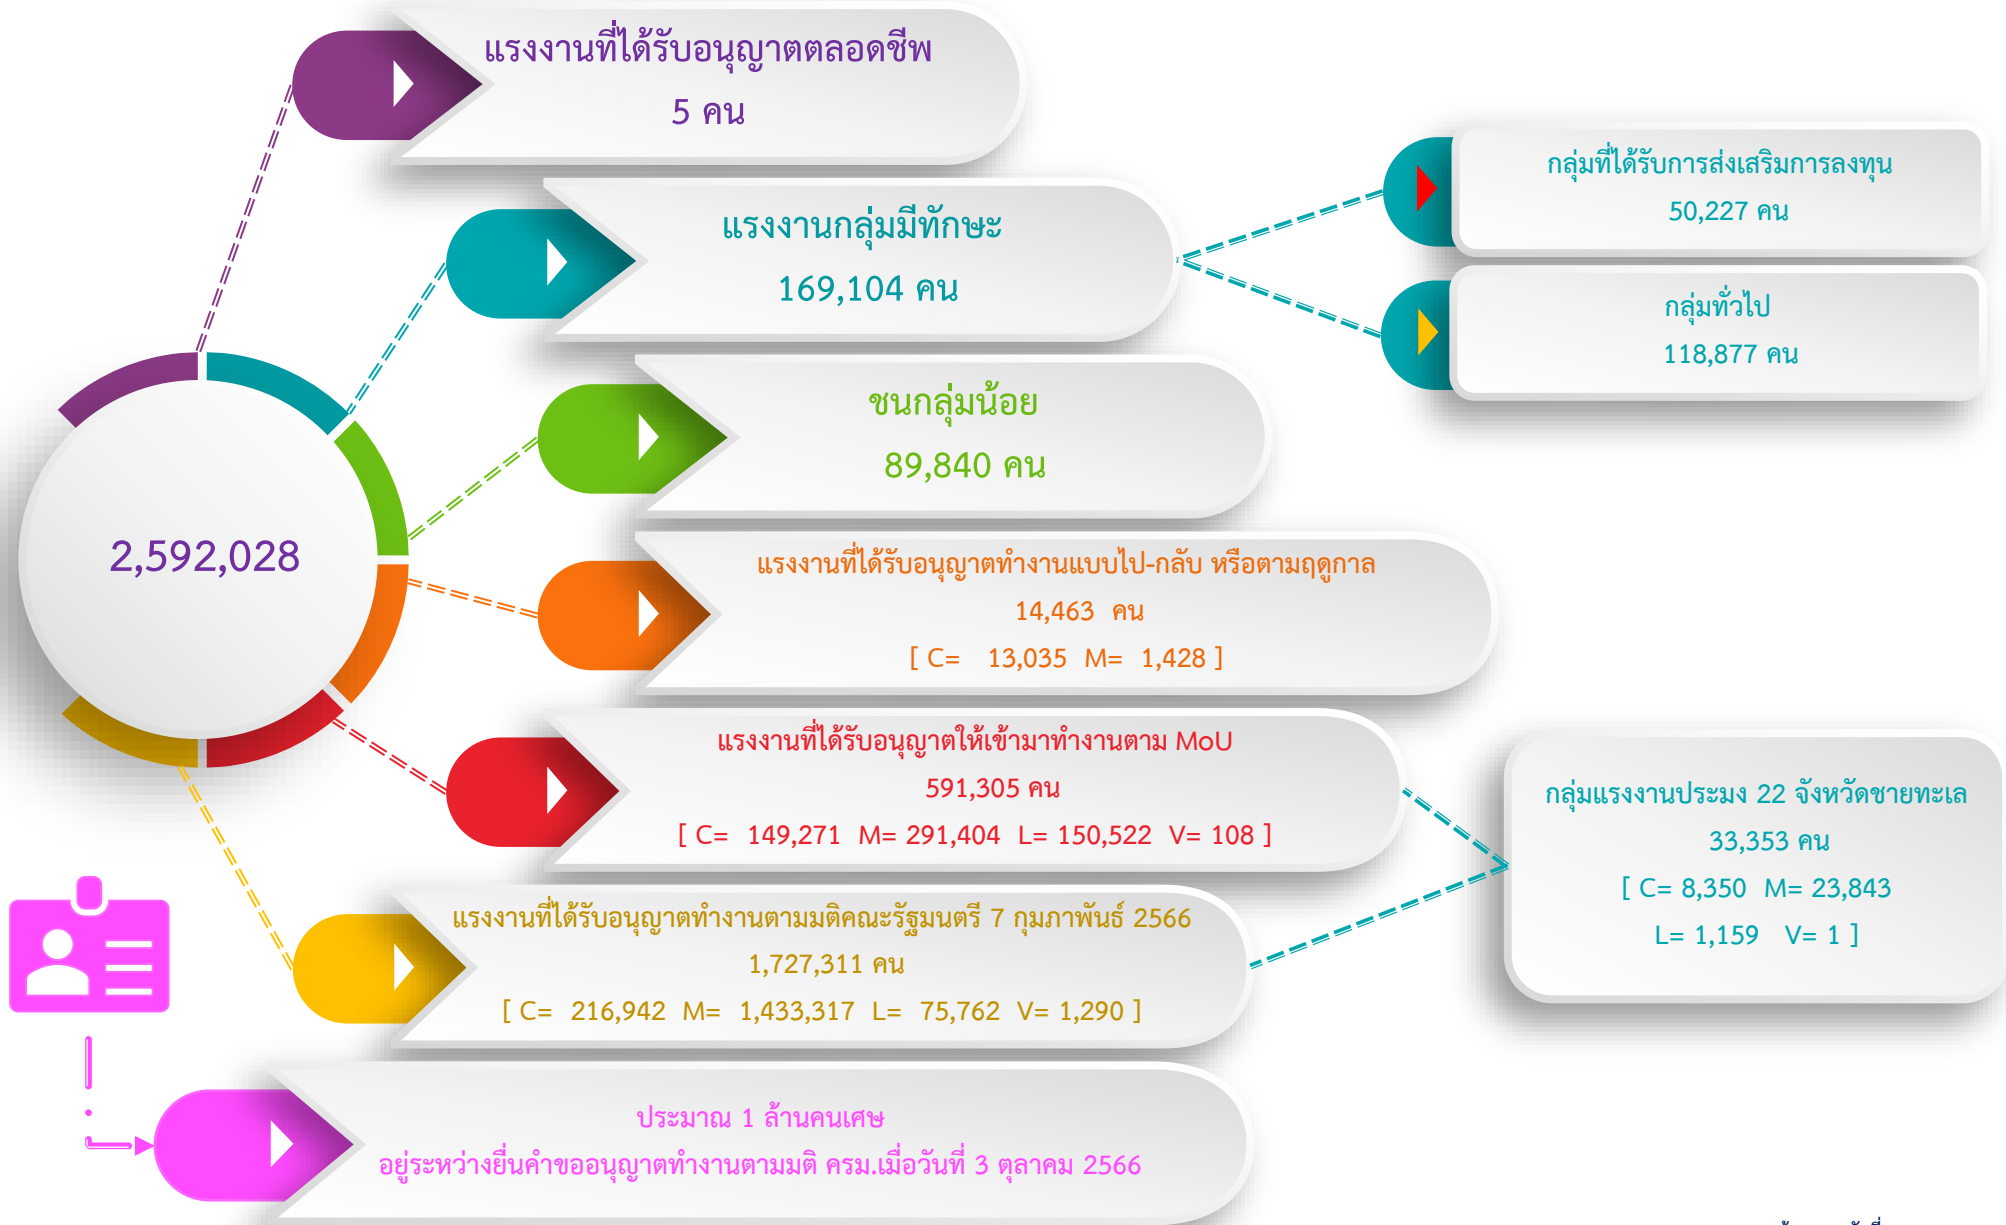 แรงงานที่ได้รับอนุญาตตลอดชีพ
5 คน
แรงงานกลุ่มมีทักษะ
169,104 คน
กลุ่มที่ได้รับการส่งเสริมการลงทุน
50,227 คน
กลุ่มทั่วไป
118,877 คน
ชนกลุ่มน้อย
89,840 คน
2,592,028
แรงงานที่ได้รับอนุญาตทำงานแบบไป-กลับ หรือตามฤดูกาล
14,463 คน
[ C= 13,035 M= 1,428 ]
แรงงานที่ได้รับอนุญาตให้เข้ามาทำงานตาม MoU
591,305 คน
[ C= 149,271 M= 291,404 L= 150,522 V= 108 ]
กลุ่มแรงงานประมง 22 จังหวัดชายทะเล
33,353 คน
[ C= 8,350 M= 23,843
L= 1,159 V= 1 ]
แรงงานที่ได้รับอนุญาตทำงานตามมติคณะรัฐมนตรี 7 กุมภาพันธ์ 2566
1,727,311 คน
[ C= 216,942 M= 1,433,317 L= 75,762 V= 1,290 ]
ประมาณ 1 ล้านคนเศษ
อยู่ระหว่างยื่นคำขออนุญาตทำงานตามมติ ครม.เมื่อวันที่ 3 ตุลาคม 2566